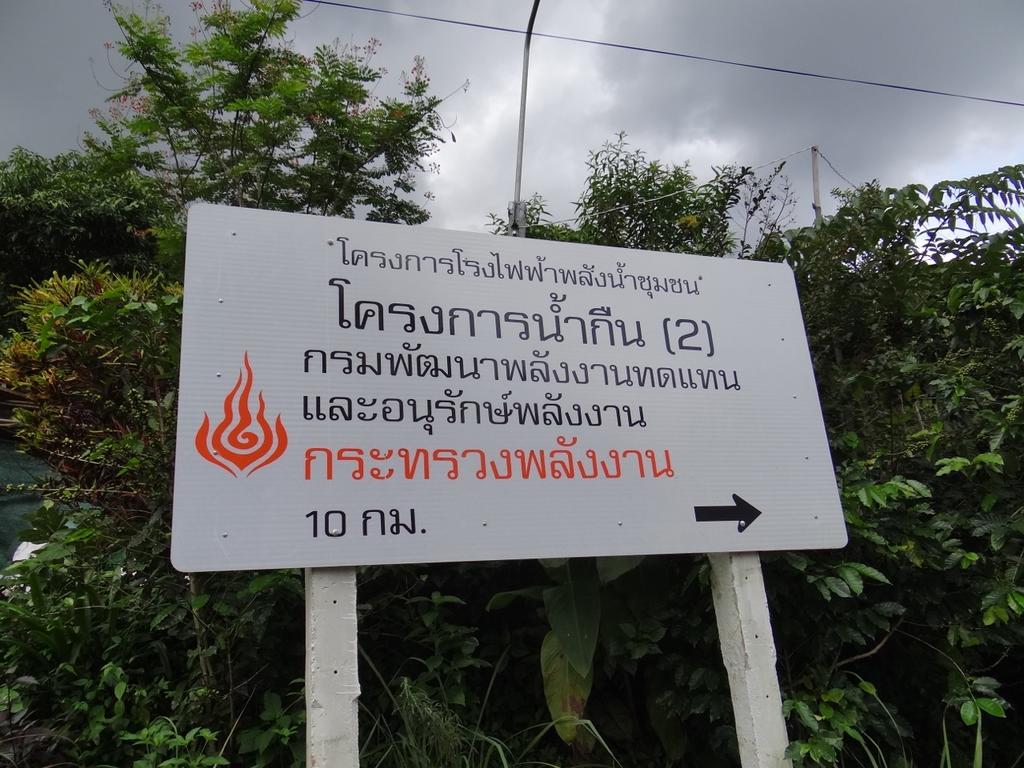 โครงการโรงไฟฟ้าพลังน้ำชุมชน
โครงการน้ำกืน (2)
กรมพัฒนาพลังงานทดแทน
และอนุรักษ์พลังงาน
กระทรวงพลังงาน
10 กม.